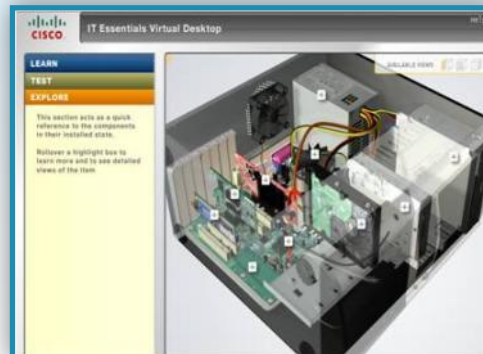 CISCO
IT Essentials Virtual Desktop
LEARN
TEST
EXPLORE
This section acts as a quick
reference to the components
in their installed state.
Rollover a highlight box to
learn more and to see detailed
views of the item
AVAILABLE VIEWS